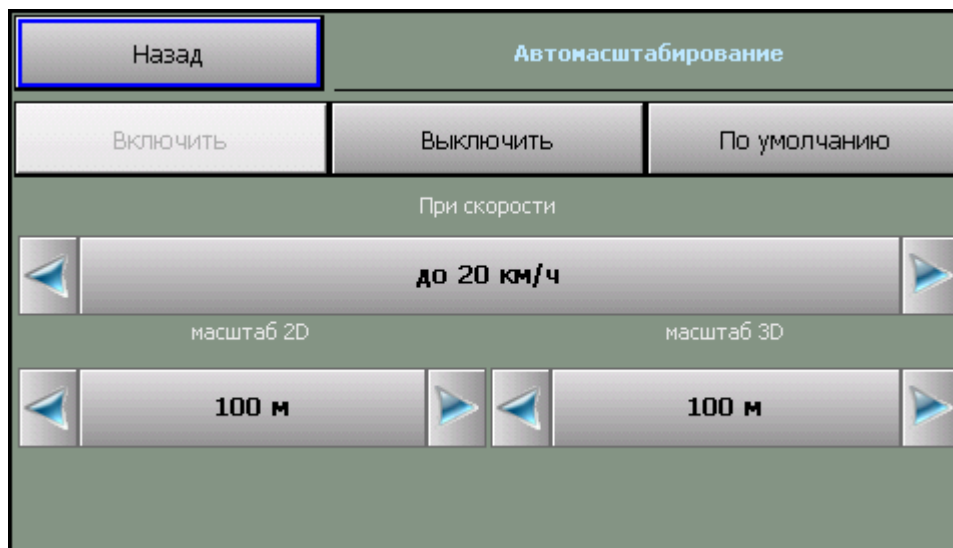 Назад
Автомасштабирование
Включить
Выключить
По умолчанию
При скорости
до 20 км/ч
масштаб 2D
масштаб 3D
100 м
100 м